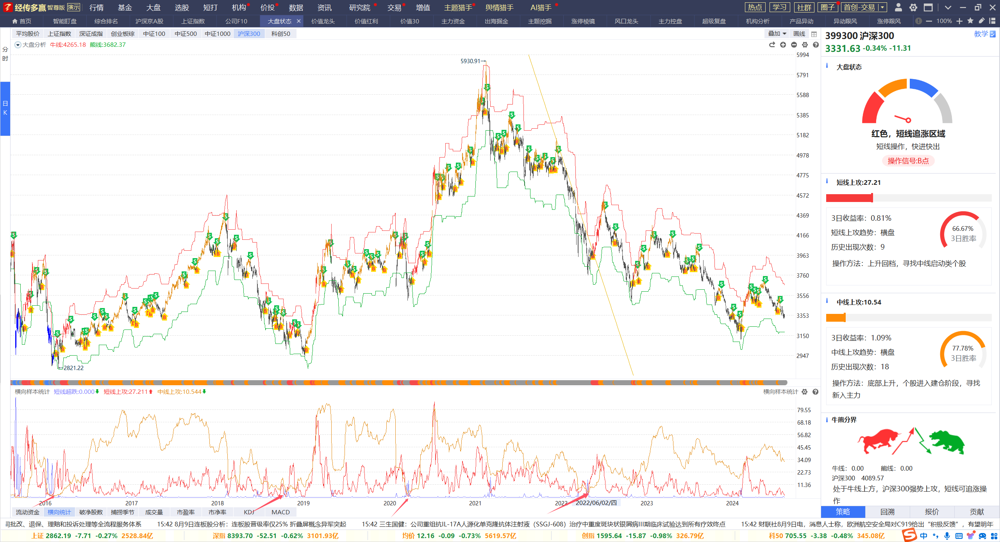 经传多赢 智尊版 演示 行情 基金 大盘 选股 短打 机构 价投 数据 资讯 研究院 交易 增值 主题猎手 舆情猎手 AI猎手 热点 学习 社群 圈子 首创-交易
首页 智能盯盘 综合排名 沪深京A股 上证指数 公司F10 大盘状态 价值龙头 价值红利 价值30 主力资金 出海掘金 主题挖掘 涨停棱镜 风口龙头 主力控盘 超级复盘 机构分析 产品异动 异动跟风 涨停跟风 100%
平均股价 上证指数 深证成指 创业板综 中证100 中证500 中证1000 沪深300 科创50 叠加 画线
分时
日K
大盘分析 牛线:4265.18 熊线:3682.37
5930.91→
←2821.22
5994
5791
5588
5385
5182
4978
4775
4572
4369
4166
3963
3760
3556
3353
3150
2947
横向样本统计 短线超跌:0.000 短线上攻:27.211 中线上攻:10.544 横向样本统计
79.55
68.18
56.82
45.45
34.09
22.73
11.36
2016 2017 2018 2019 2020 2021 2022 2022/06/02/四 2023 2024
流动资金 横向统计 破净股数 捕捞季节 成交量 市盈率 市净率 KDJ MACD
399300 沪深300 教学
3331.63 -0.34% -11.31
大盘状态
红色，短线追涨区域
短线操作，快进快出
操作信号:B点
短线上攻:27.21
3日收益率：0.81%
短线上攻趋势：横盘
历史出现次数：9
66.67%
3日胜率
操作方法：上升回档，寻找中线启动类个股
中线上攻:10.54
3日收益率：1.09%
中线上攻趋势：横盘
历史出现次数：18
77.78%
3日胜率
操作方法：底部上升，个股进入建仓阶段，寻找
新入主力
牛熊分界
牛线：0.00 熊线：0.00
沪深300 4089.57
处于牛线上方，沪深300强势上攻，短线可追涨操
作
策略 回溯 报价 贡献
司批改、退保、理赔和投诉处理等全流程服务体系 15:42 8月9日连板股分析：连板股晋级率仅25% 折叠屏概念异军突起 15:42 三生国健：公司重组抗IL-17A人源化单克隆抗体注射液（SSGJ-608）治疗中重度斑块状银屑病III期临床试验达到所有疗效终点 15:42 财联社8月9日电，消息人士称，欧洲航空安全局对C919给出“积极反馈”，有望明年
上证 2862.19 -7.71 -0.27% 2528.84亿 深指 8393.70 -52.51 -0.62% 3101.93亿 均价 12.16 -0.09 -0.73% 5619.57亿 创指 1595.64 -15.87 -0.98% 326.79亿 科50 705.55 -3.38 -0.48% 345.08亿 中